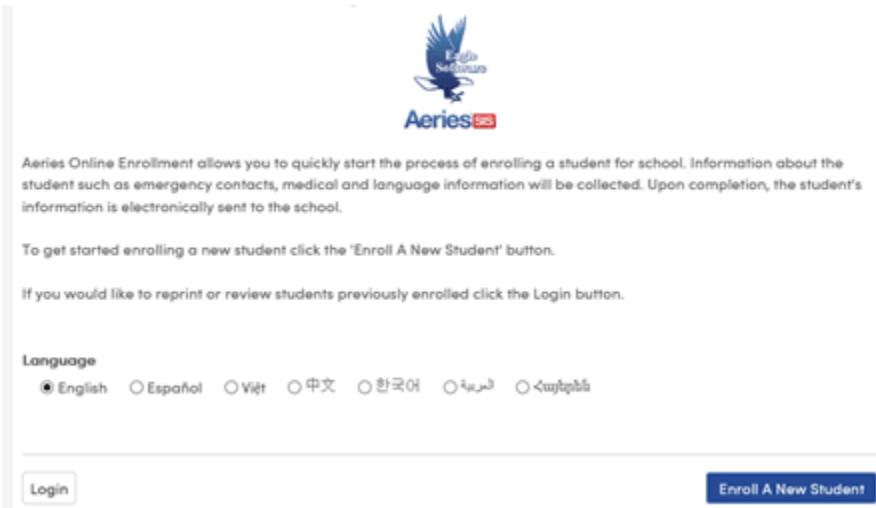 Eagle
Software
Aeries SIS
Aeries Online Enrollment allows you to quickly start the process of enrolling a student for school. Information about the
student such as emergency contacts, medical and language information will be collected. Upon completion, the student's
information is electronically sent to the school.
To get started enrolling a new student click the 'Enroll A New Student' button.
If you would like to reprint or review students previously enrolled click the Login button.
Language
English Español Việt 中文 한국어 العربية Հայերեն
Login Enroll A New Student